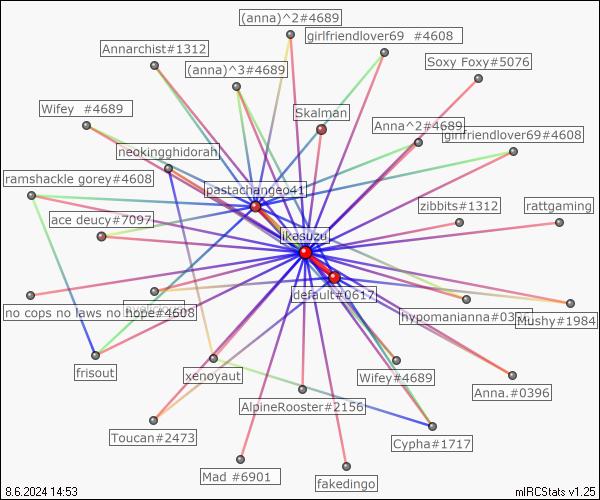 (anna)^2#4689
girlfriendlover69 #4608
Annarchist#1312
Soxy Foxy#5076
(anna)^3#4689
Wifey #4689
Skalman
Anna^2#4689
girlfriendlover69#4608
neokingghidorah
ramshackle gorey#4608
pastachangeo41
zibbits#1312
rattgaming
ace deucy#7097
likasuzu
default#0617
no cops no laws no hope#4608
hypomanianna#0396
Mushy#1984
frisout
xenoyaut
Wifey#4689
Anna.#0396
AlpineRooster#2156
Toucan#2473
Cypha#1717
Mad #6901
fakedingo
8.6.2024 14:53
mIRCStats v1.25